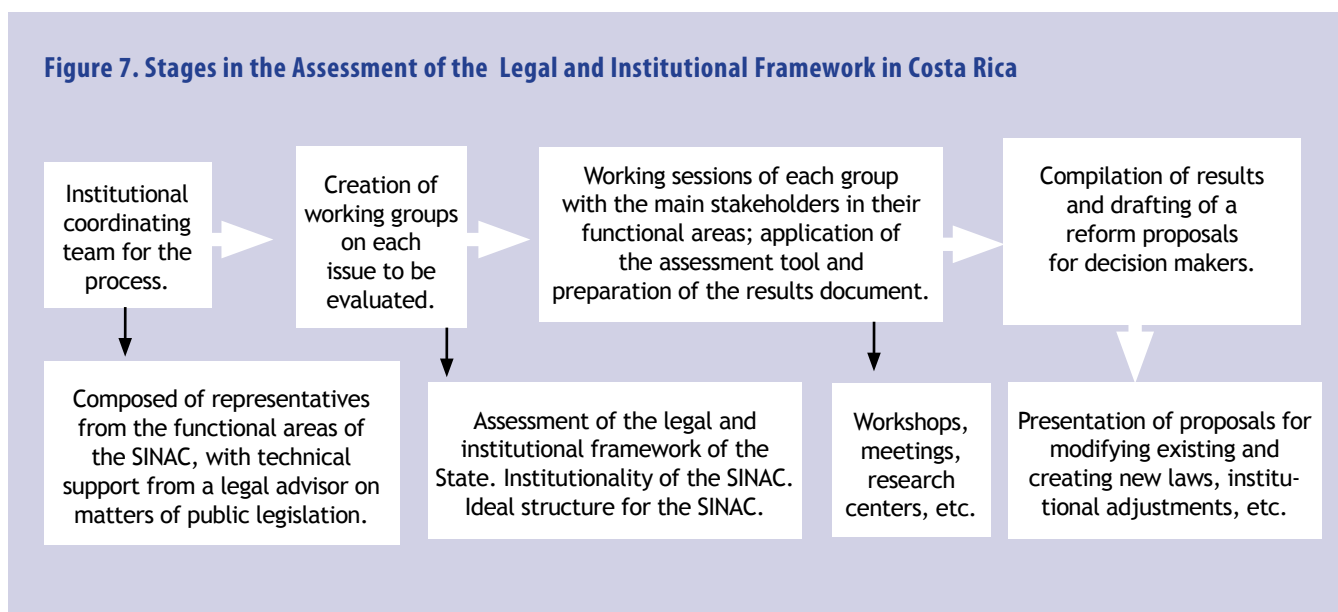 Figure 7. Stages in the Assessment of the Legal and Institutional Framework in Costa Rica
Institutional
coordinating
team for the
process.
Creation of
working groups
on each
issue to be
evaluated.
Working sessions of each group
with the main stakeholders in their
functional areas; application of
the assessment tool and
preparation of the results document.
Compilation of results
and drafting of a
reform proposals
for decision makers.
Composed of representatives
from the functional areas of
the SINAC, with technical
support from a legal advisor on
matters of public legislation.
Assessment of the legal and
institutional framework of the
State. Institutionality of the SINAC.
Ideal structure for the SINAC.
Workshops,
meetings,
research
centers, etc.
Presentation of proposals for
modifying existing and
creating new laws, institu-
tional adjustments, etc.